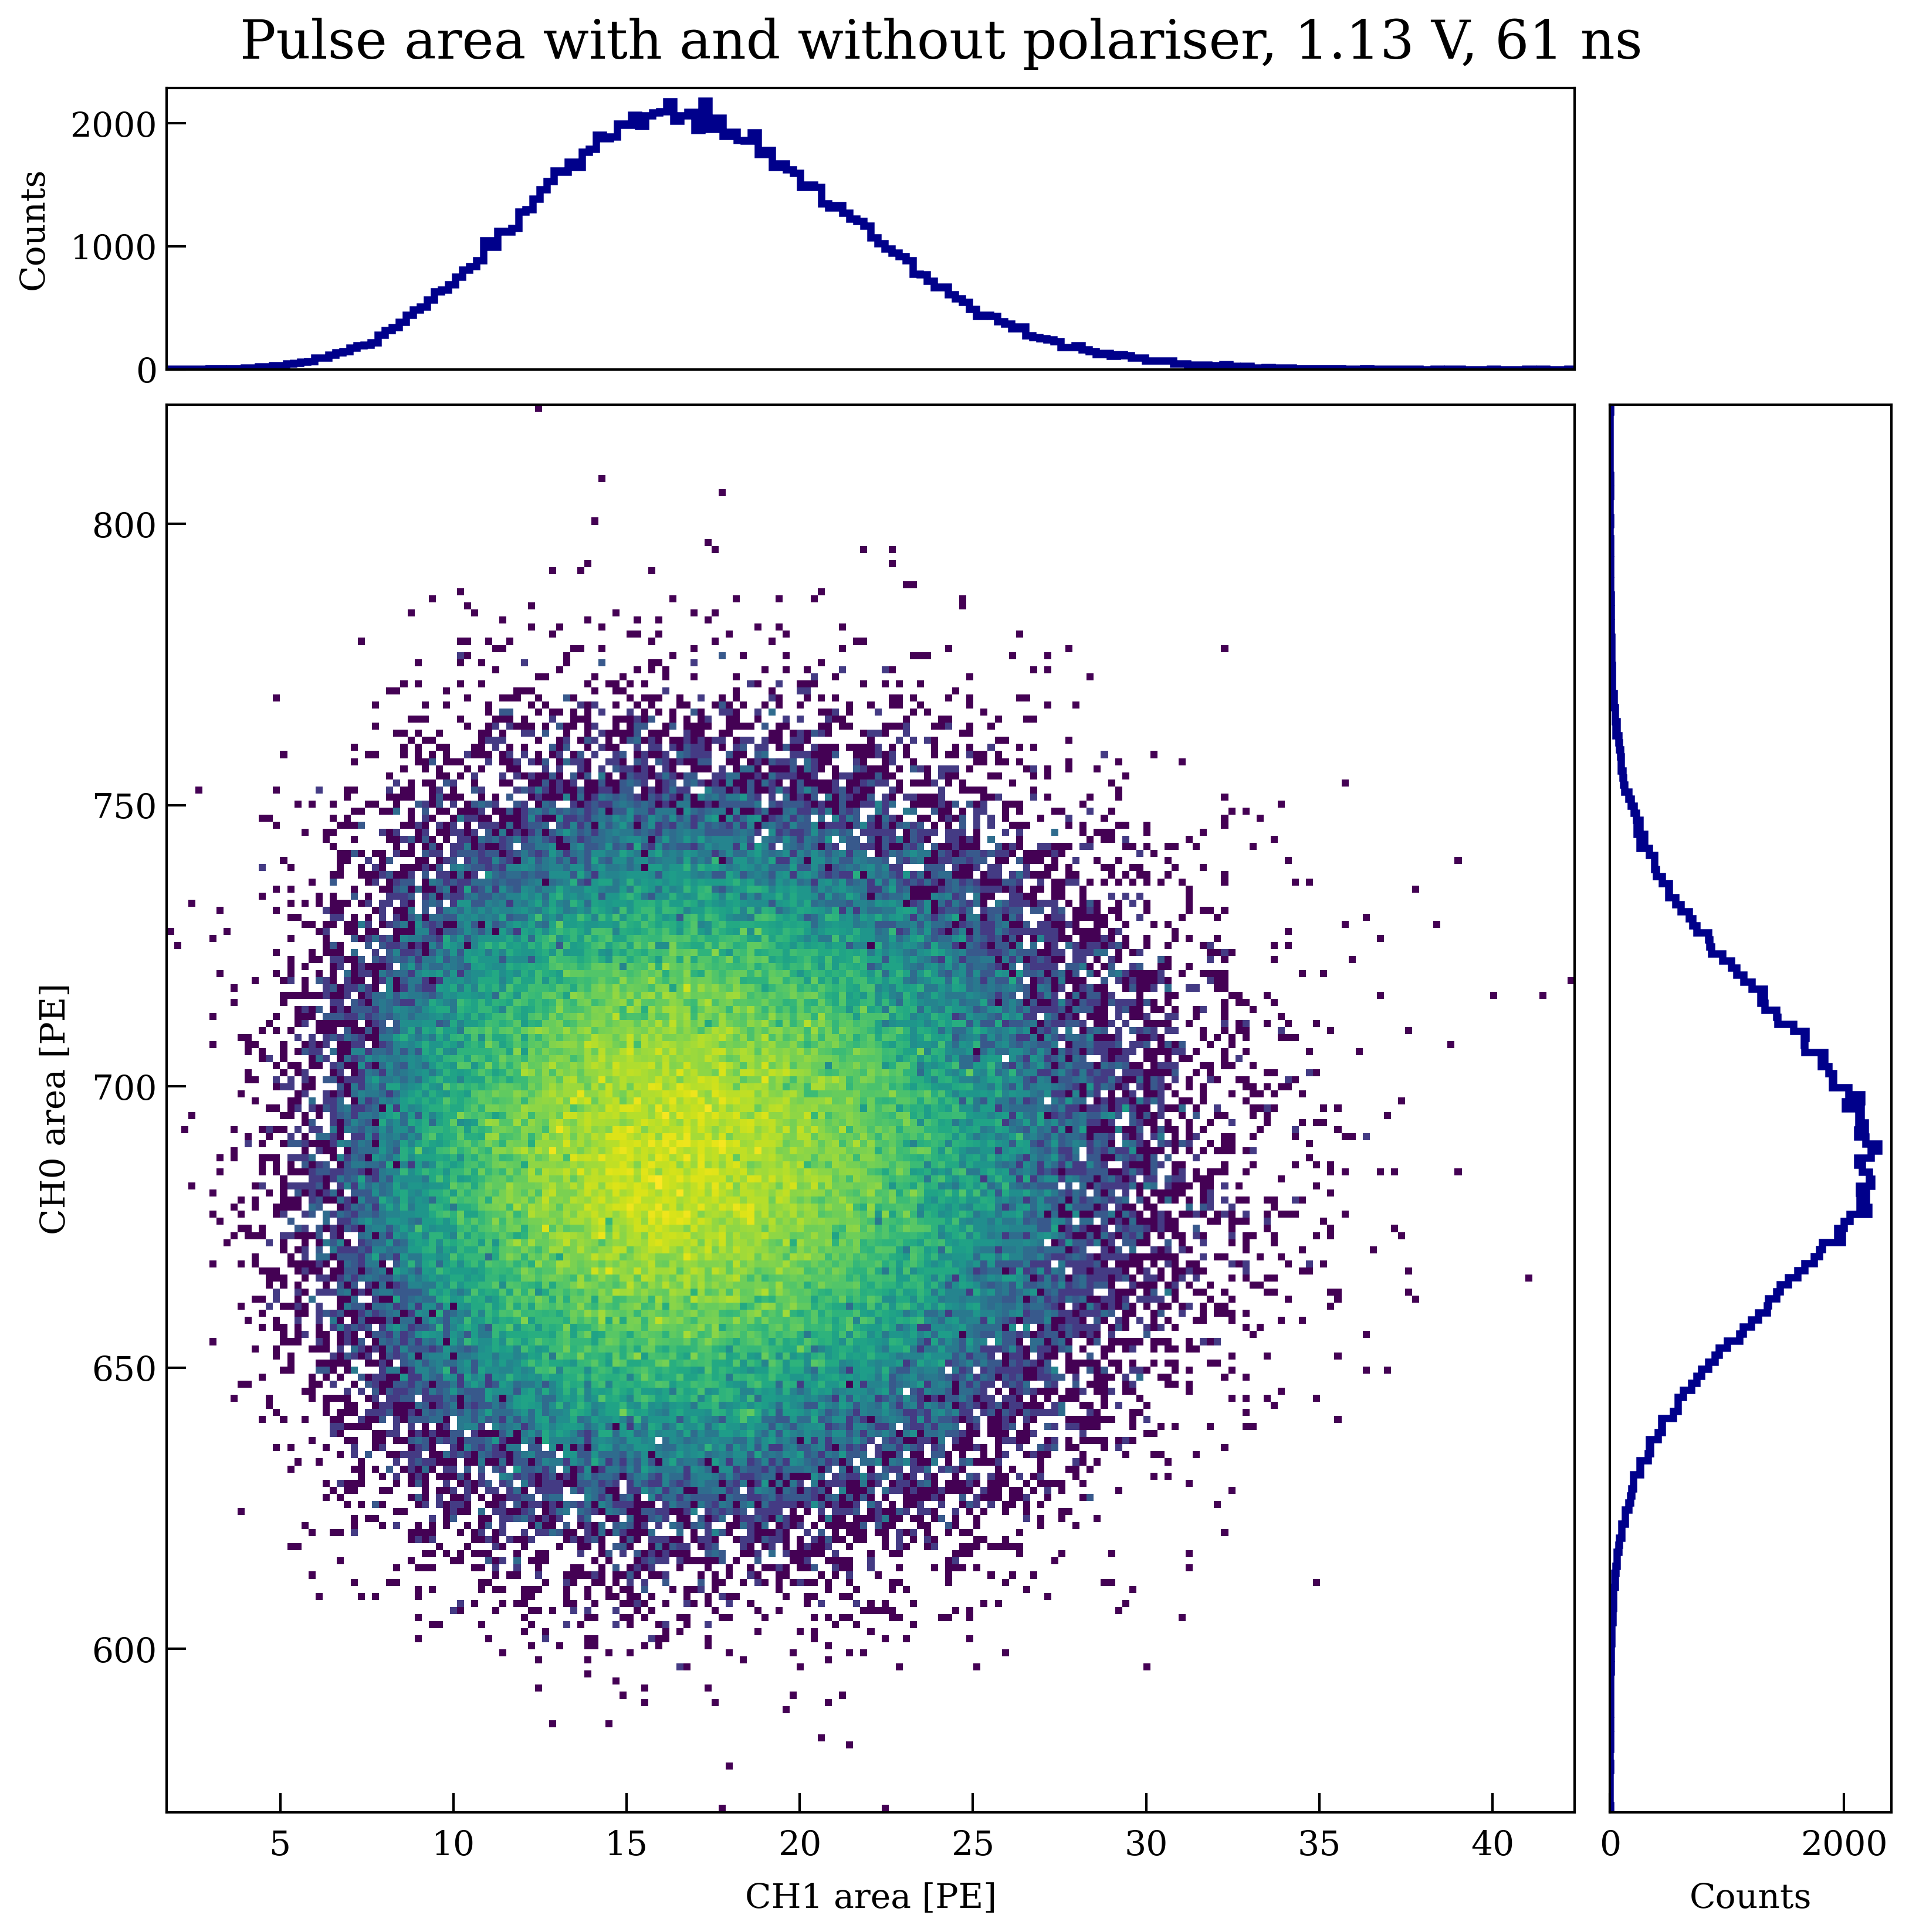 Pulse area with and without polariser, 1.13 V, 61 ns
Counts
2000
1000
0
CH0 area [PE]
800
750
700
650
600
5 10 15 20 25 30 35 40
CH1 area [PE]
0 2000
Counts